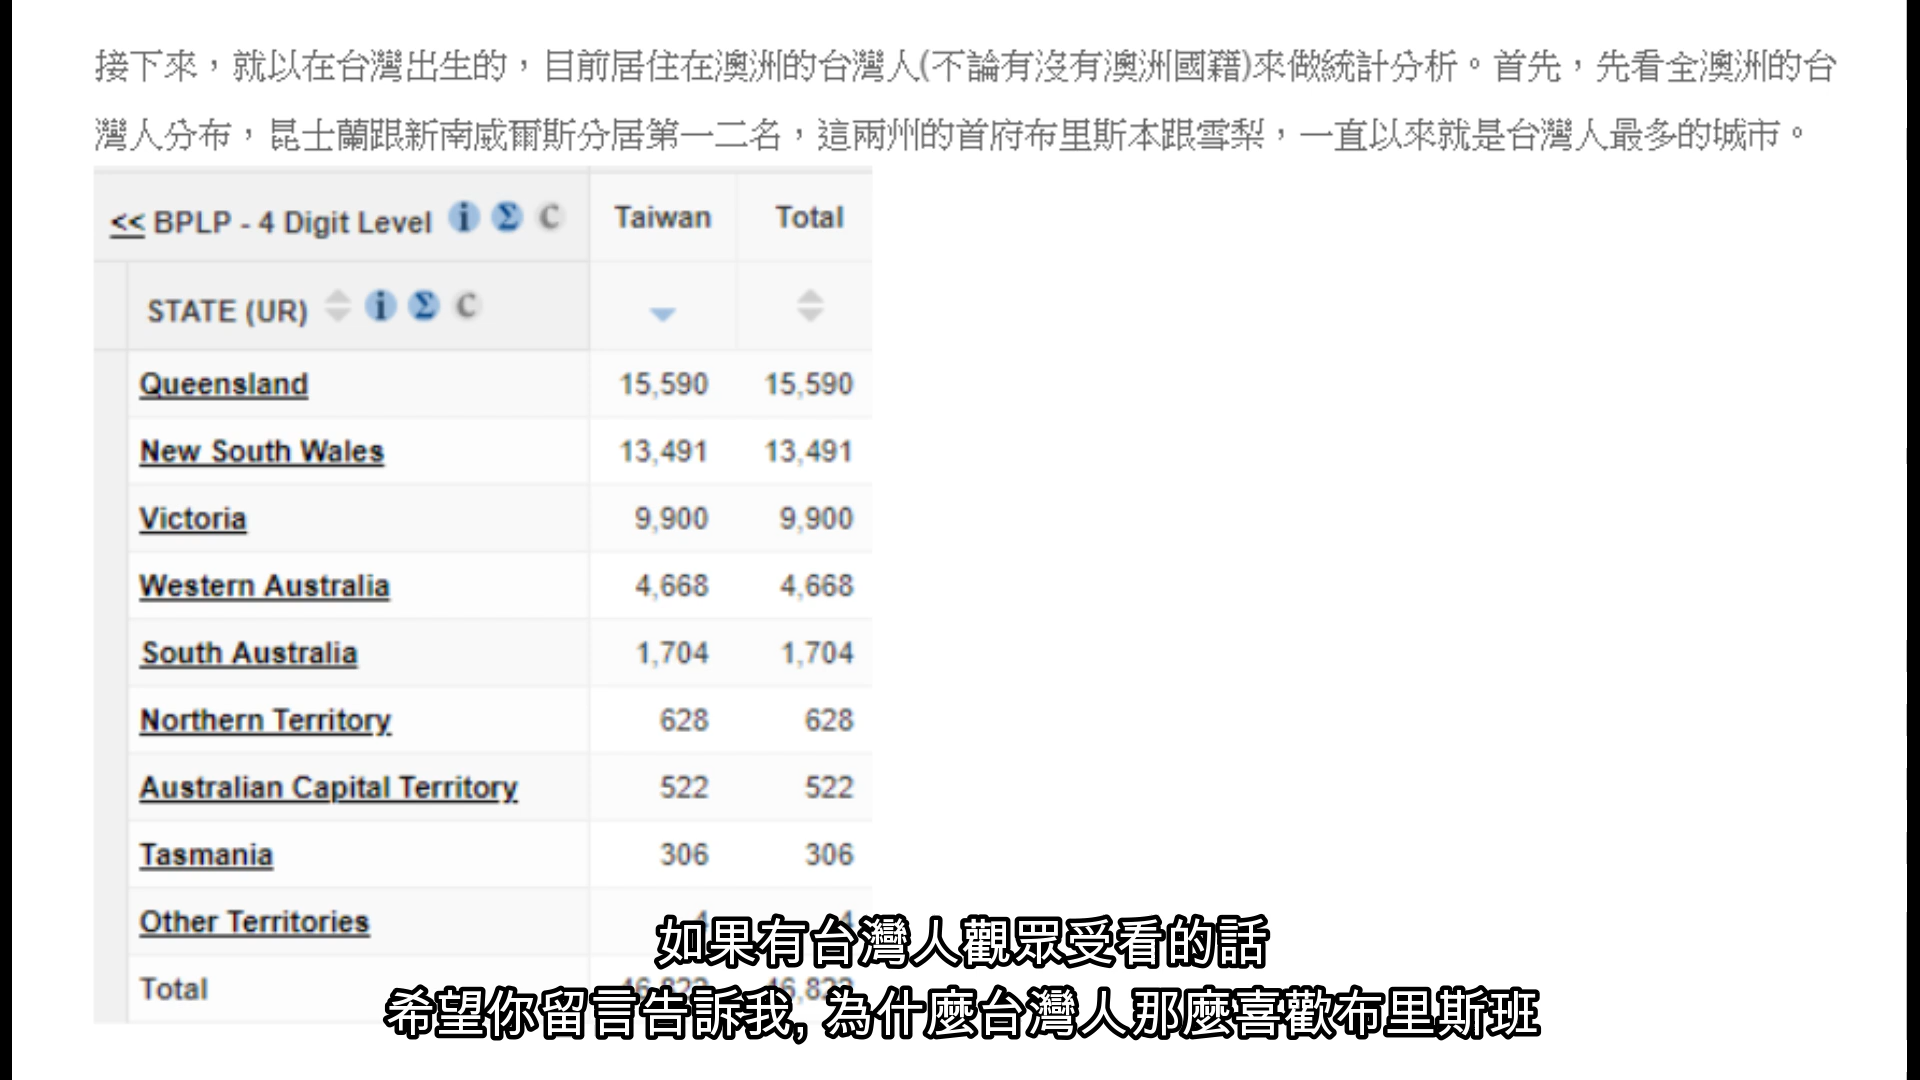 接下來，就以在台灣出生的，目前居住在澳洲的台灣人(不論有沒有澳洲國籍)來做統計分析。首先，先看全澳洲的台
灣人分布，昆士蘭跟新南威爾斯分居第一二名，這兩州的首府布里斯本跟雪梨，一直以來就是台灣人最多的城市。
<< BPLP - 4 Digit Level i Σ C Taiwan Total
STATE (UR) i Σ C
Queensland 15,590 15,590
New South Wales 13,491 13,491
Victoria 9,900 9,900
Western Australia 4,668 4,668
South Australia 1,704 1,704
Northern Territory 628 628
Australian Capital Territory 522 522
Tasmania 306 306
Other Territories 4 4
Total
如果有台灣人觀眾受看的話
希望你留言告訴我, 為什麼台灣人那麼喜歡布里斯班